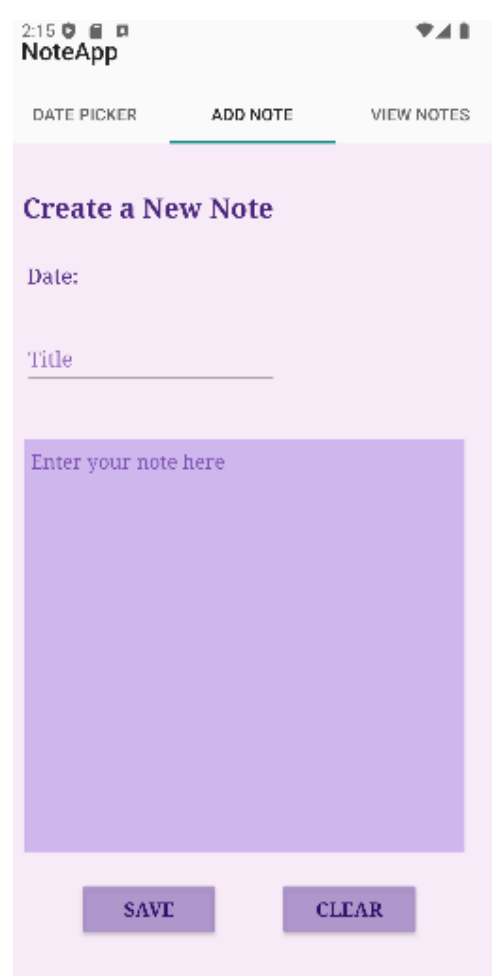 2:15
NoteApp
DATE PICKER ADD NOTE VIEW NOTES
Create a New Note
Date:
Title
Enter your note here
SAVE CLEAR